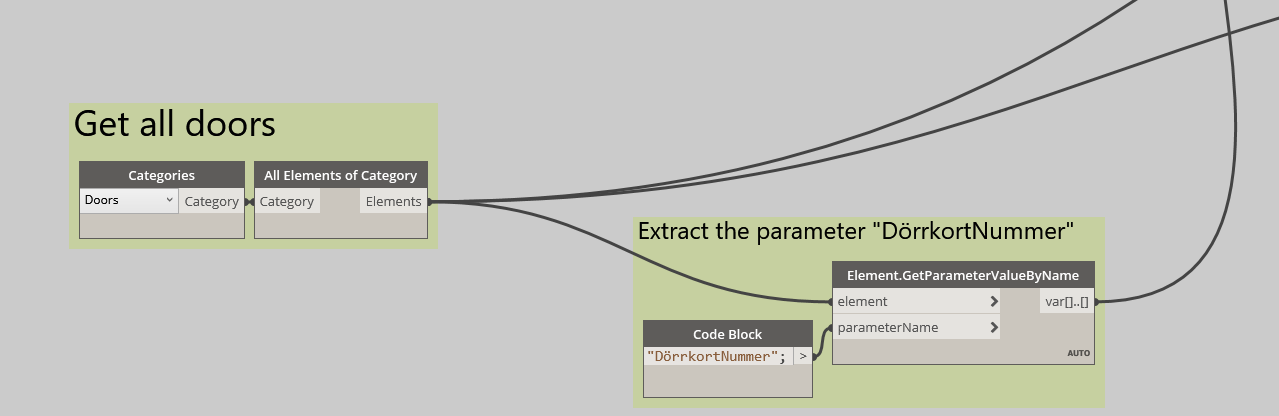 Get all doors
Categories
Doors
Category
All Elements of Category
Category
Elements
Extract the parameter "DörrkortNummer"
Element.GetParameterValueByName
element
var[]..[]
parameterName
AUTO
Code Block
"DörrkortNummer";
>